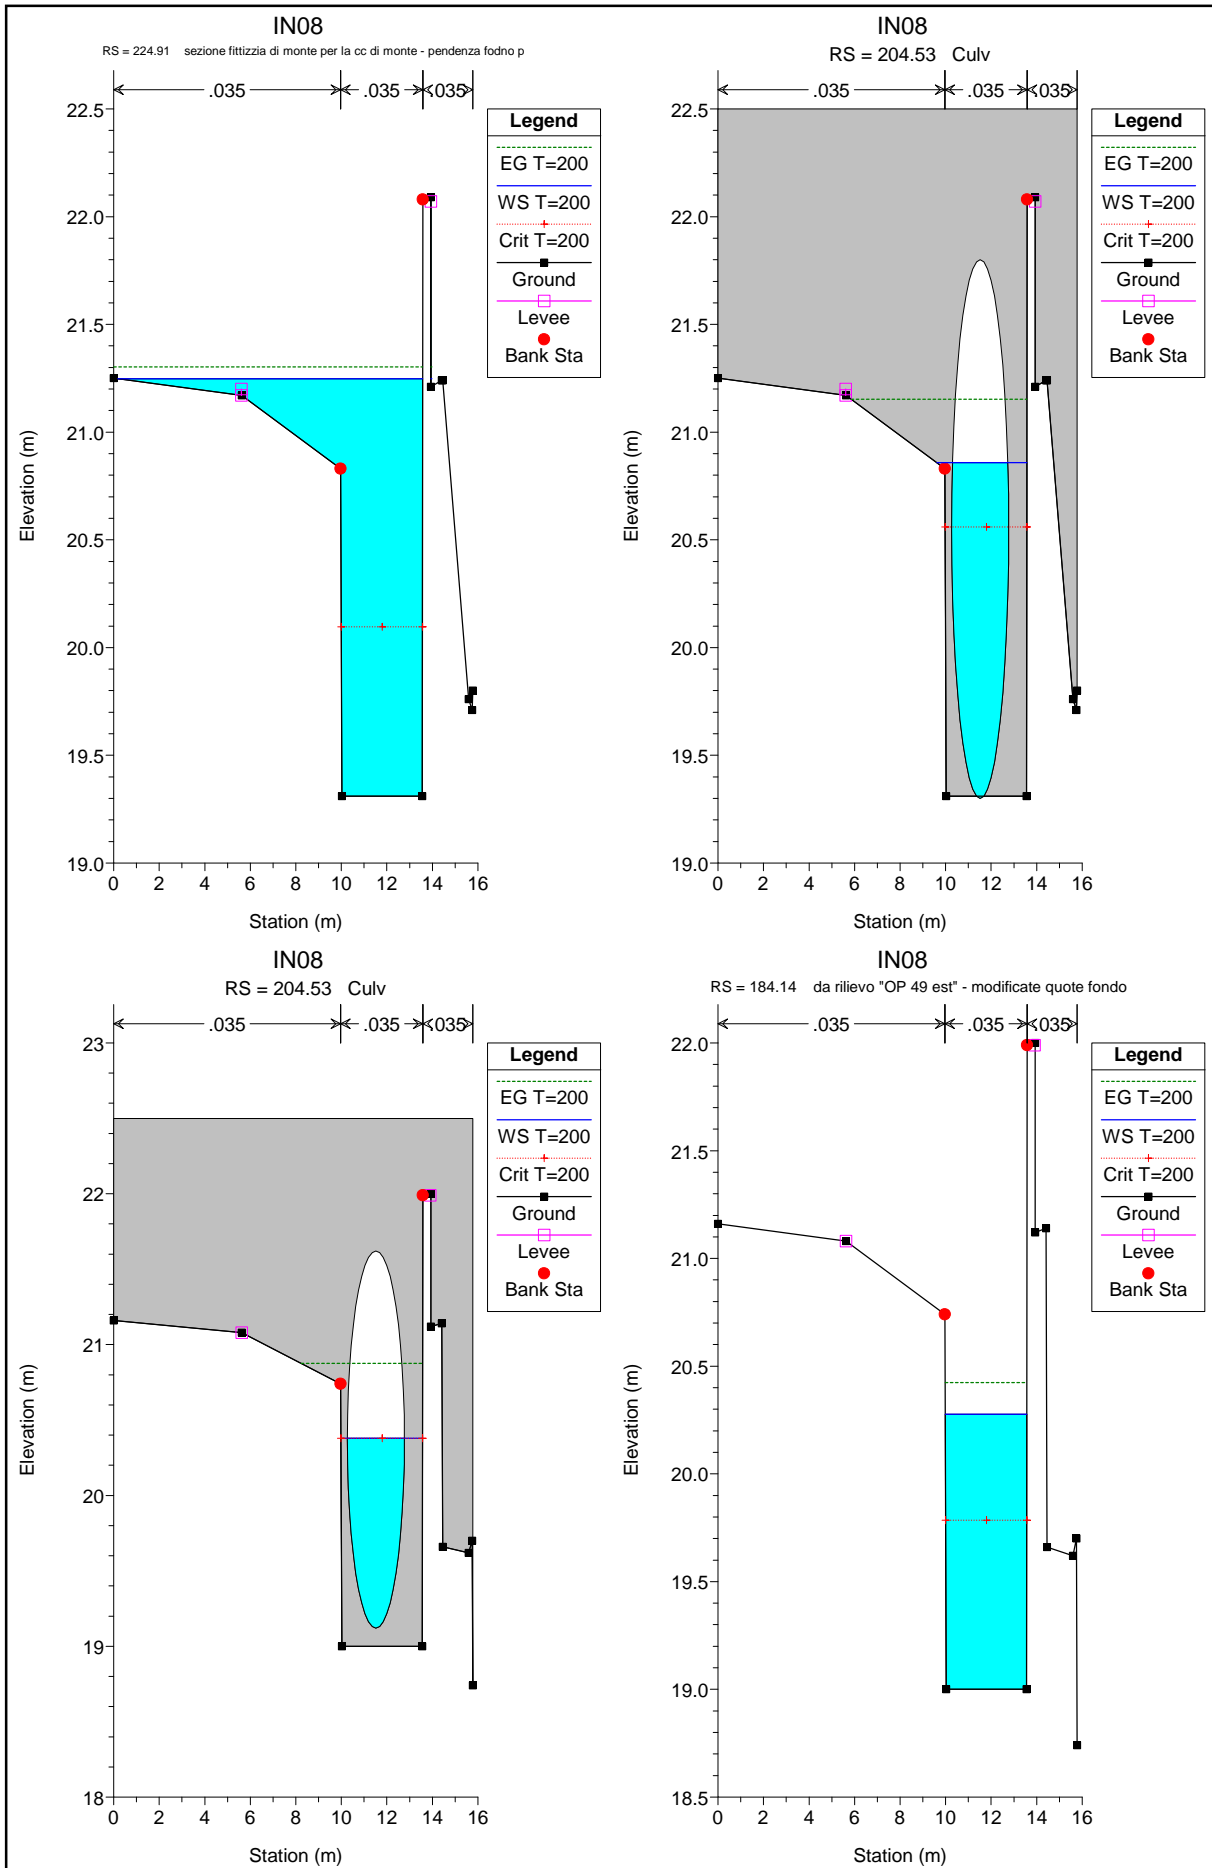 IN08
RS = 224.91 sezione fittizzia di monte per la cc di monte - pendenza fodno p
.035 .035 .035
22.5
22.0
21.5
21.0
20.5
20.0
19.5
19.0
Elevation (m)
0 2 4 6 8 10 12 14 16
Station (m)
Legend
EG T=200
WS T=200
Crit T=200
Ground
Levee
Bank Sta
IN08
RS = 204.53 Culv
.035 .035 .035
22.5
22.0
21.5
21.0
20.5
20.0
19.5
19.0
Elevation (m)
0 2 4 6 8 10 12 14 16
Station (m)
Legend
EG T=200
WS T=200
Crit T=200
Ground
Levee
Bank Sta
IN08
RS = 204.53 Culv
.035 .035 .035
23
22
21
20
19
18
Elevation (m)
0 2 4 6 8 10 12 14 16
Station (m)
Legend
EG T=200
WS T=200
Crit T=200
Ground
Levee
Bank Sta
IN08
RS = 184.14 da rilievo "OP 49 est" - modificate quote fondo
.035 .035 .035
22.0
21.5
21.0
20.5
20.0
19.5
19.0
18.5
Elevation (m)
0 2 4 6 8 10 12 14 16
Station (m)
Legend
EG T=200
WS T=200
Crit T=200
Ground
Levee
Bank Sta